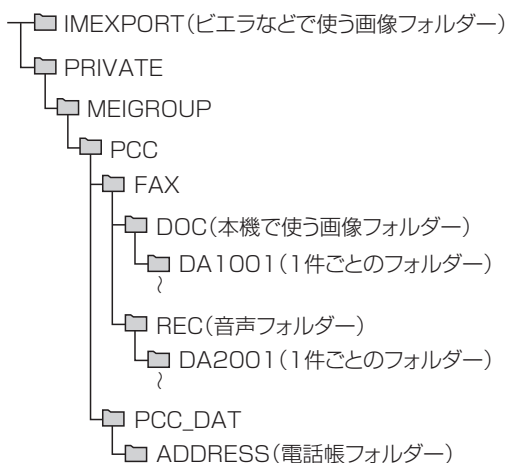 IMEXPORT(ビエラなどで使う画像フォルダー)
PRIVATE
MEIGROUP
PCC
FAX
DOC(本機で使う画像フォルダー)
DA1001(1件ごとのフォルダー)
〜
REC(音声フォルダー)
DA2001(1件ごとのフォルダー)
〜
PCC_DAT
ADDRESS(電話帳フォルダー)